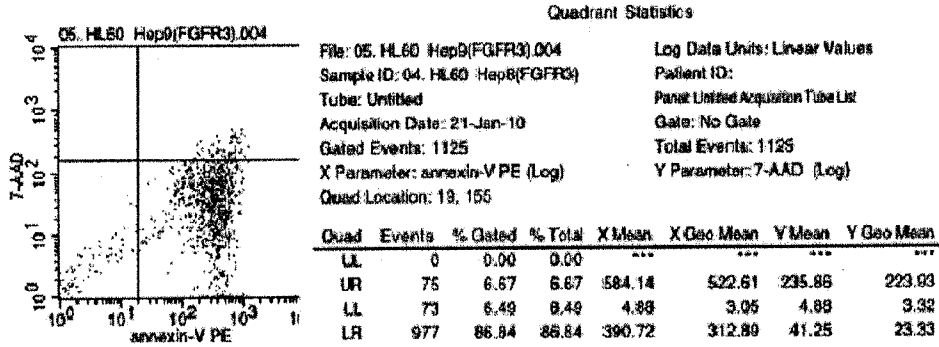 Quadrant Statistics
05. HL60 Hep9(FGFR3).004
File: 05. HL60 Hep9(FGFR3).004
Log Data Units: Linear Values
Sample ID: 04. HL60 Hep8(FGFR3)
Patient ID:
Tube: Untitled
Panel: Untitled Acquisition Tube List
Acquisition Date: 21-Jan-10
Gate: No Gate
Gated Events: 1125
Total Events: 1125
X Parameter: annexin-V PE (Log)
Y Parameter: 7-AAD (Log)
Quad Location: 19, 155
Quad Events % Gated % Total X Mean X Geo Mean Y Mean Y Geo Mean
UL 0 0.00 0.00 *** *** *** ***
UR 75 6.67 6.67 584.14 522.61 235.86 223.93
LL 73 6.49 6.49 4.88 3.05 4.88 3.32
LR 977 86.84 86.84 390.72 312.89 41.25 23.33
10^4
10^3
10^2
10^1
10^0
7-AAD
10^0 10^1 10^2 10^3 1
annexin-V PE